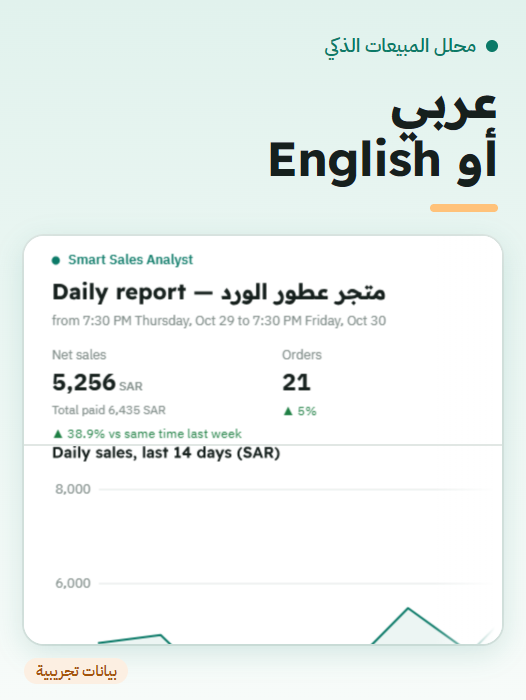 محلل المبيعات الذكي
عربي
أو English
Smart Sales Analyst
Daily report — متجر عطور الورد
from 7:30 PM Thursday, Oct 29 to 7:30 PM Friday, Oct 30
Net sales
Orders
5,256 SAR
21
Total paid 6,435 SAR
▲ 5%
▲ 38.9% vs same time last week
Daily sales, last 14 days (SAR)
8,000
6,000
بيانات تجريبية